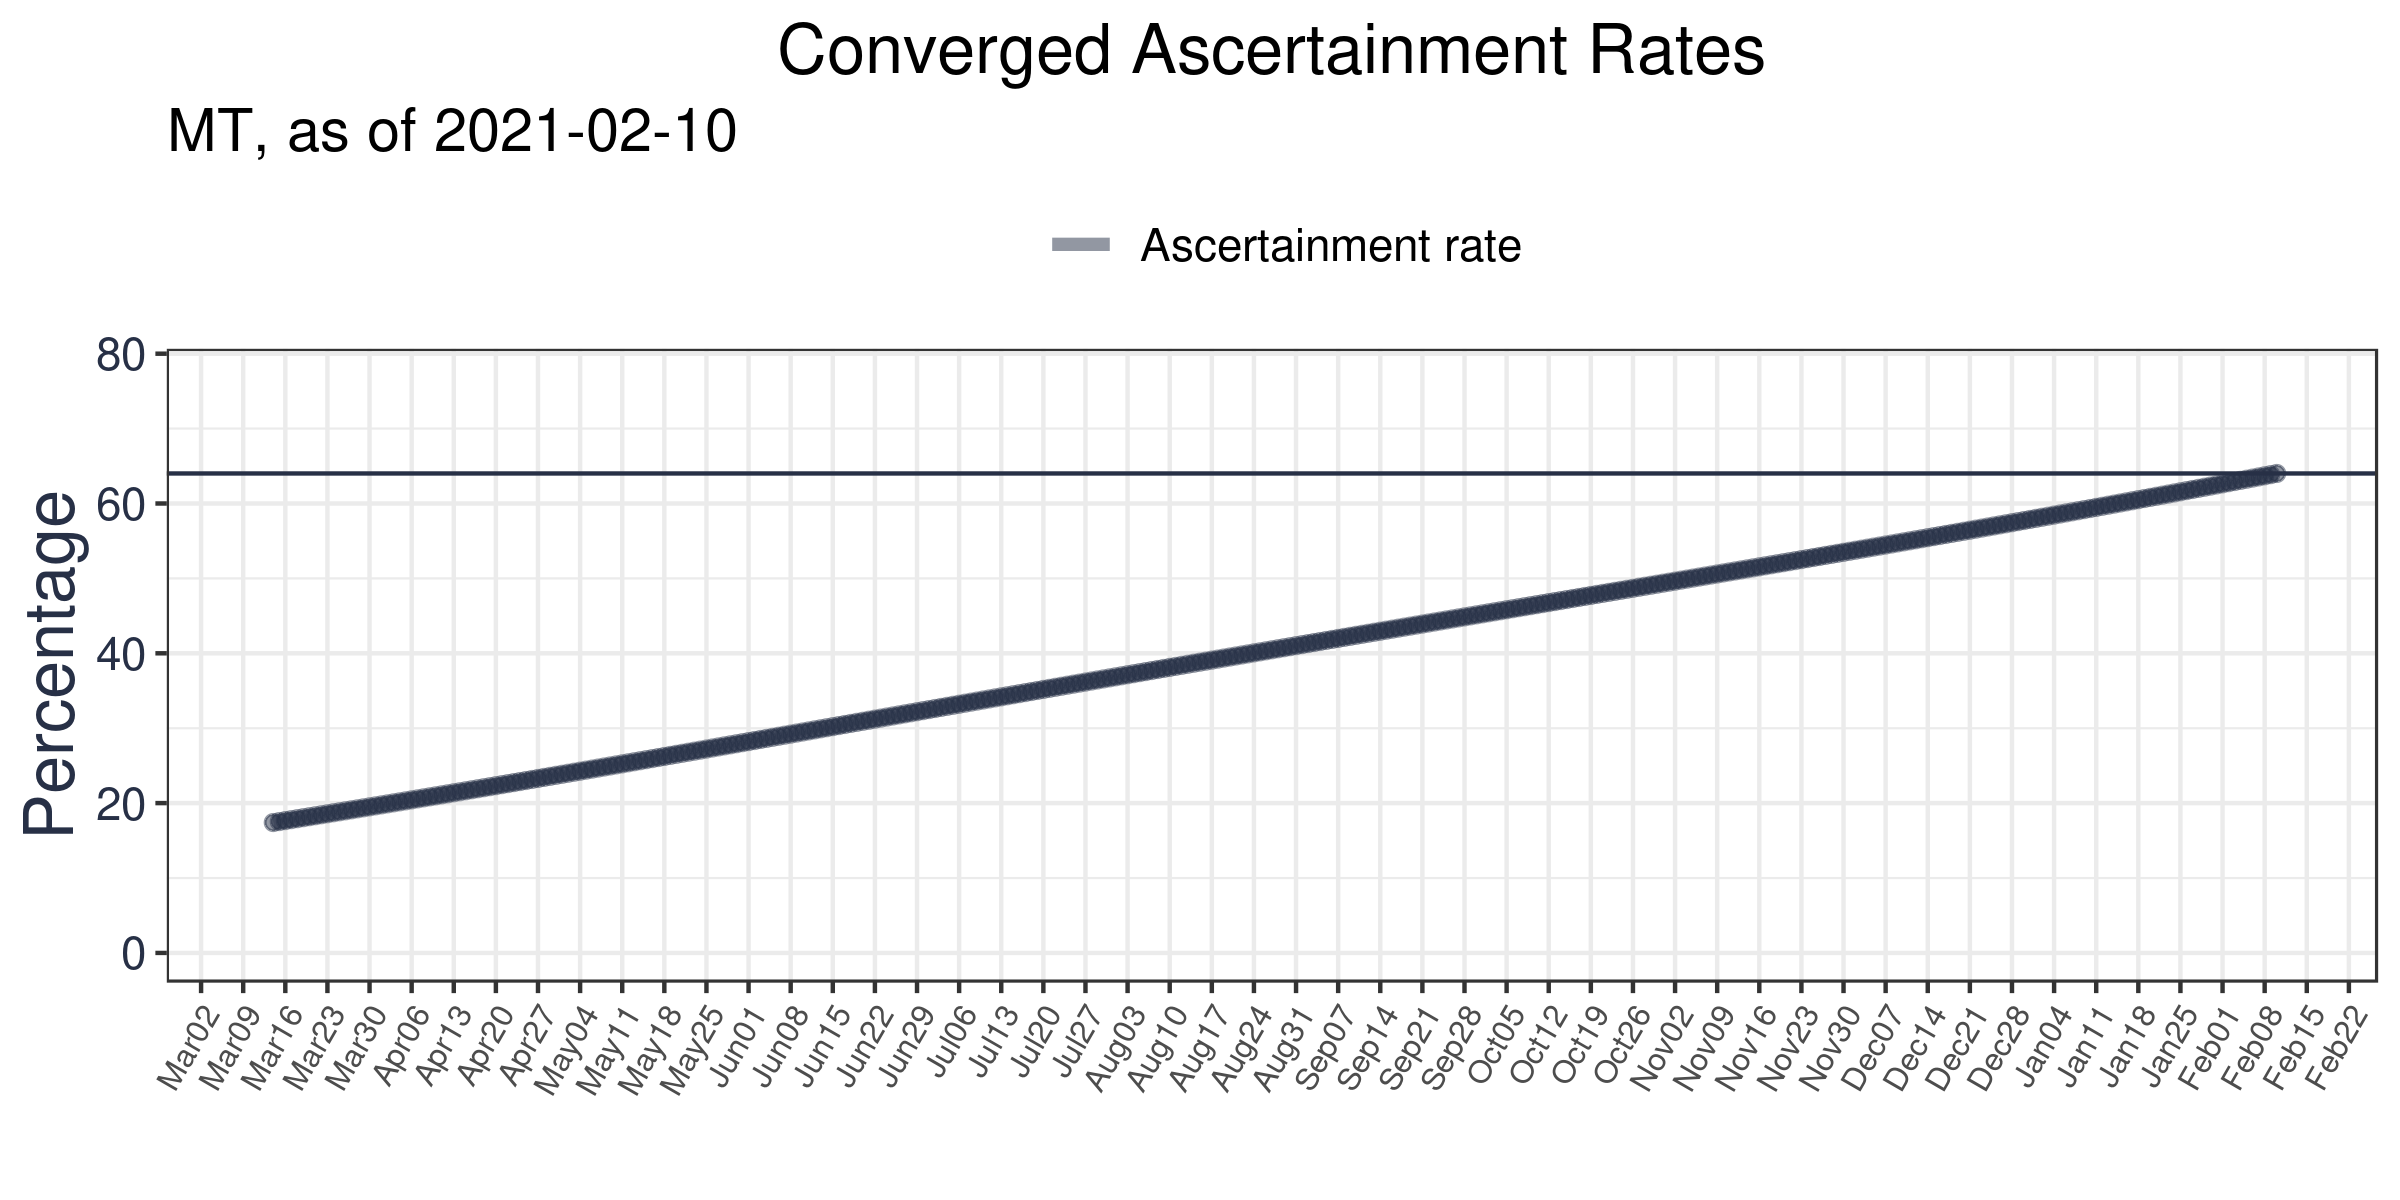 Converged Ascertainment Rates
MT, as of 2021-02-10
Ascertainment rate
Percentage
80
60
40
20
0
Mar02
Mar09
Mar16
Mar23
Mar30
Apr06
Apr13
Apr20
Apr27
May04
May11
May18
May25
Jun01
Jun08
Jun15
Jun22
Jun29
Jul06
Jul13
Jul20
Jul27
Aug03
Aug10
Aug17
Aug24
Aug31
Sep07
Sep14
Sep21
Sep28
Oct05
Oct12
Oct19
Oct26
Nov02
Nov09
Nov16
Nov23
Nov30
Dec07
Dec14
Dec21
Dec28
Jan04
Jan11
Jan18
Jan25
Feb01
Feb08
Feb15
Feb22